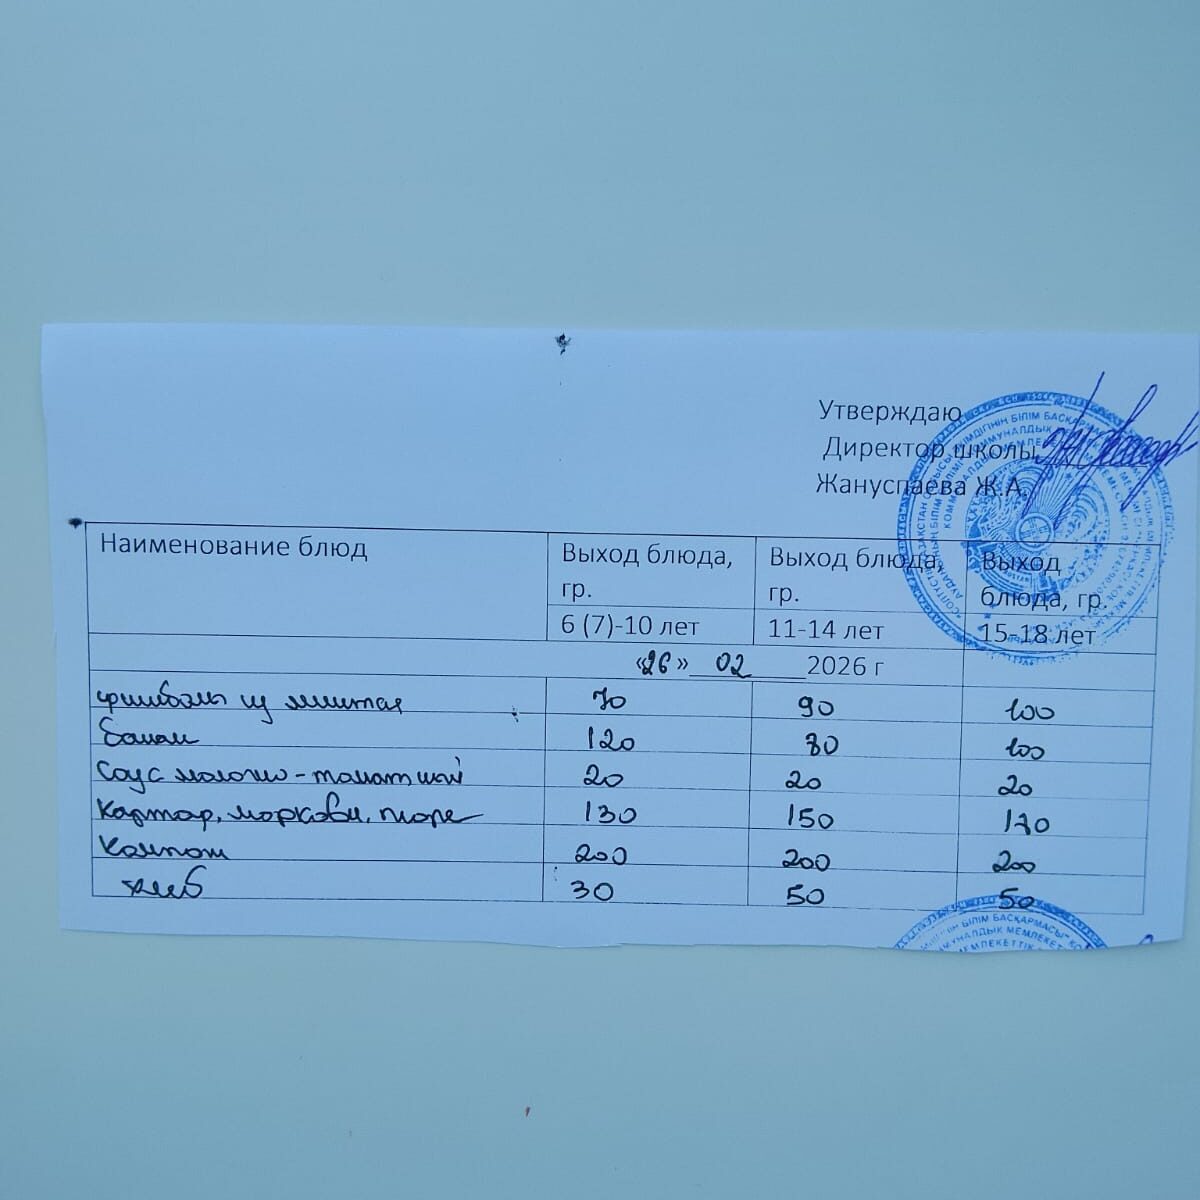 Утверждаю
Директор школы
Жануспаева Ж.А.
Наименование блюд Выход блюда, гр. Выход блюда, гр. Выход блюда, гр.
6 (7)-10 лет 11-14 лет 15-18 лет
«26» 02 2026 г
фрикадельки из минтая 70 90 100
Банан 120 80 100
Соус молочно-томатный 20 20 20
Картоф, морковн, пюре 130 150 170
Компот 200 200 200
хлеб 30 50 50